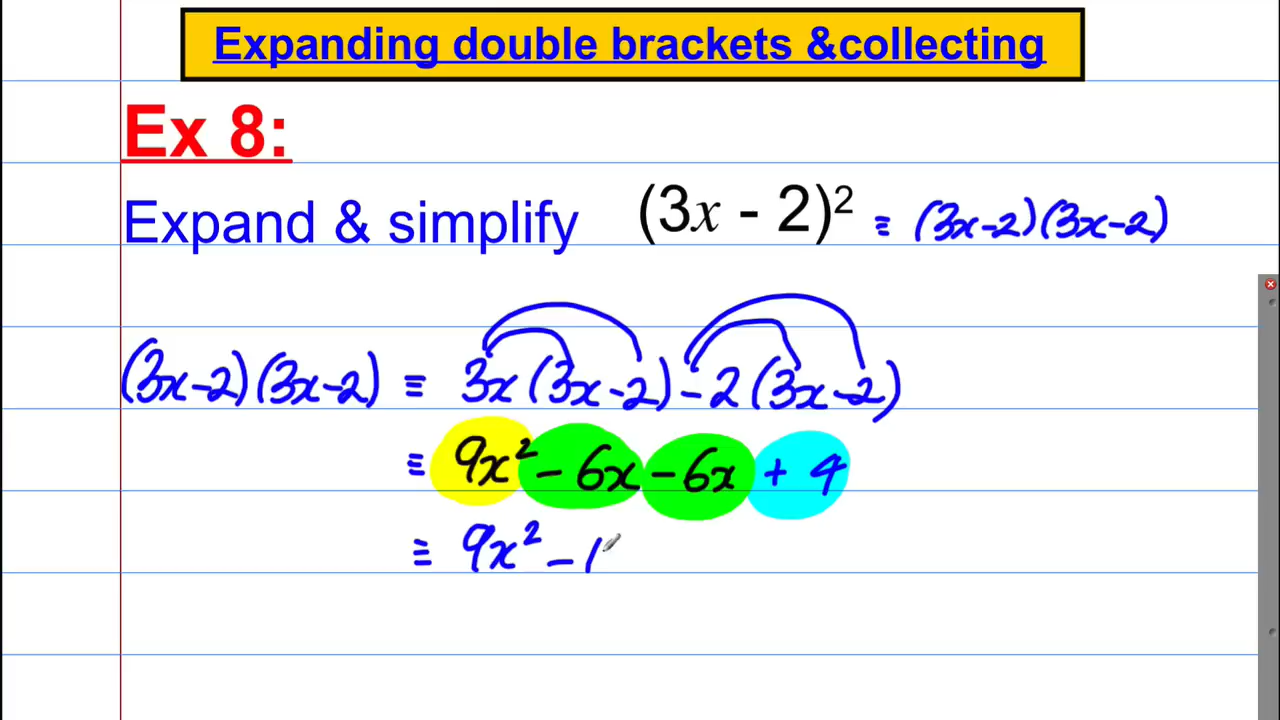 Expanding double brackets &collecting
Ex 8:
Expand & simplify (3x - 2)² ≡ (3x-2)(3x-2)
(3x-2)(3x-2) ≡ 3x(3x-2)-2(3x-2)
≡ 9x² - 6x - 6x + 4
≡ 9x² - 1